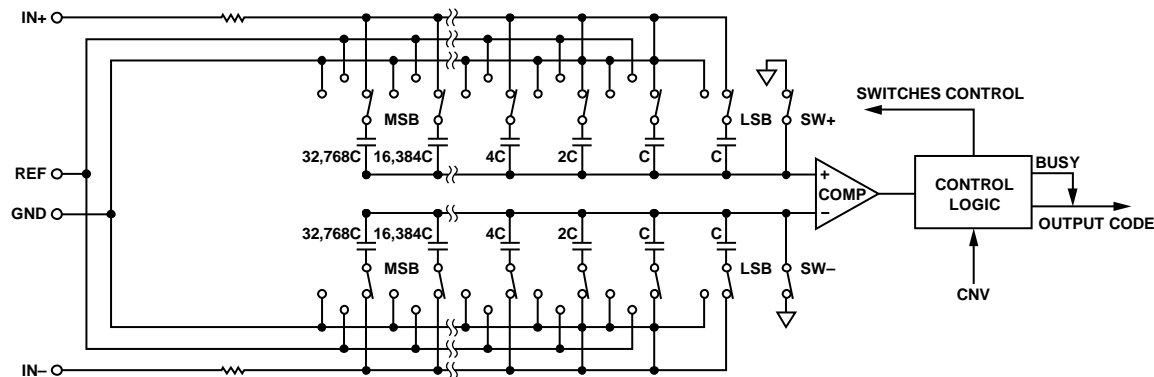 IN+
MSB
LSB
SW+
SWITCHES CONTROL
32,768C
16,384C
4C
2C
C
C
BUSY
REF
+
COMP
–
CONTROL
LOGIC
GND
OUTPUT CODE
32,768C
16,384C
4C
2C
C
C
MSB
LSB
SW–
CNV
IN–